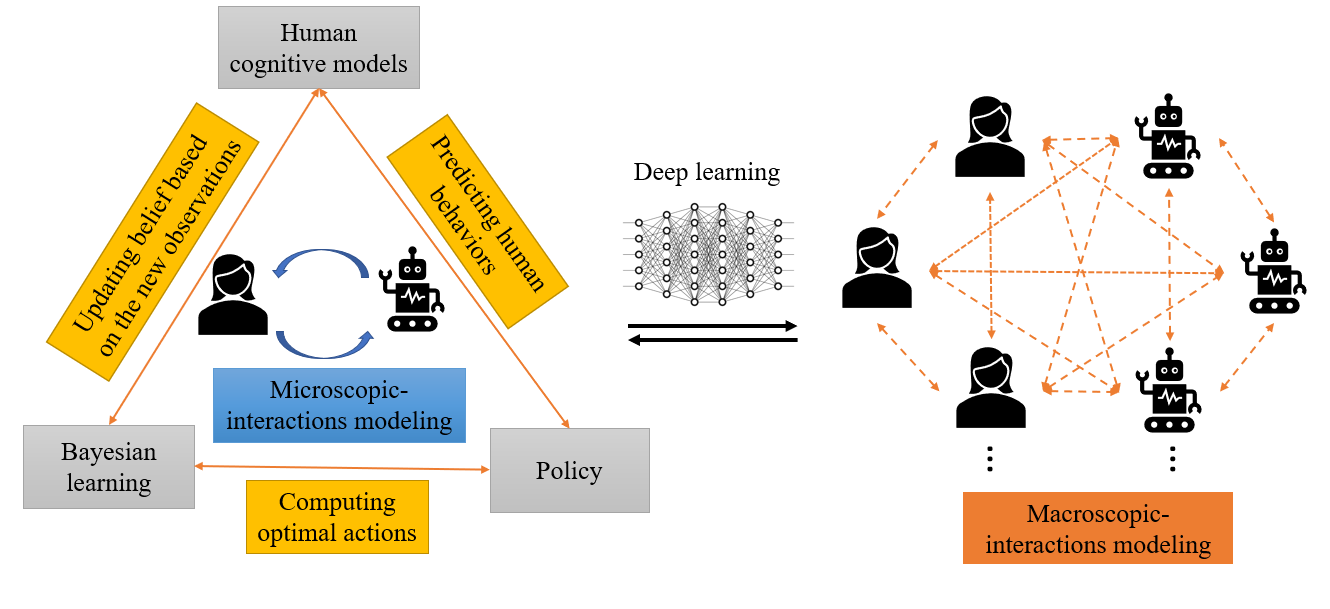 Human
cognitive models
Updating belief based
on the new observations
Predicting human
behaviors
Microscopic-
interactions modeling
Bayesian
learning
Policy
Computing
optimal actions
Deep learning
Macroscopic-
interactions modeling